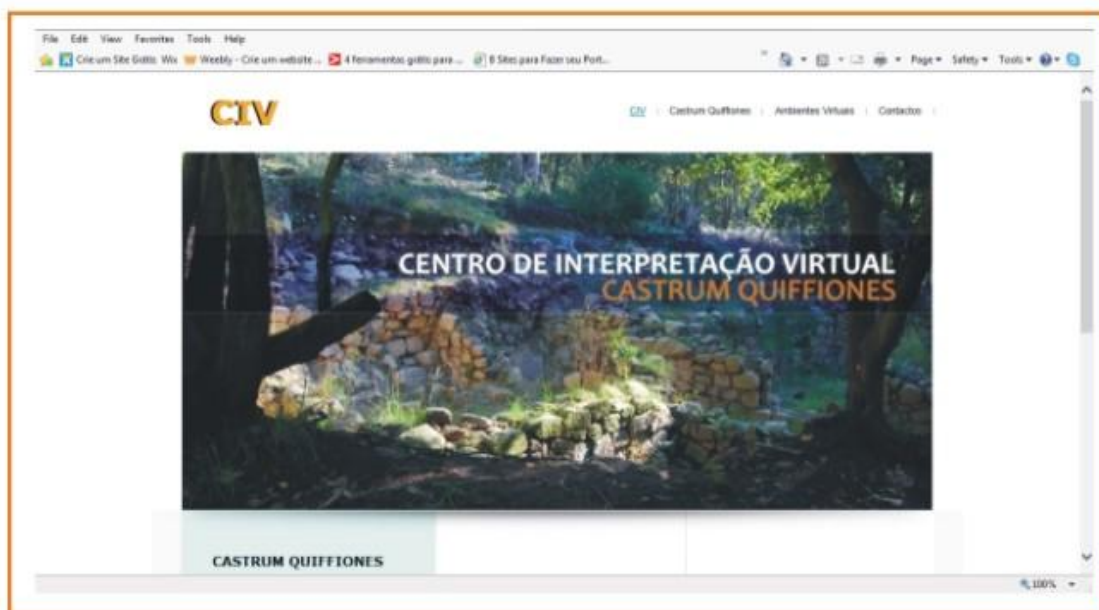 File Edit View Favorites Tools Help
Crie um Site Grátis Wix Weebly - Crie um website ... 4 ferramentas grátis para ... 8 Sites para Fazer seu Port... Page Safety Tools
CIV
CIV | Castrum Quiffiones | Ambientes Virtuais | Contactos |
CENTRO DE INTERPRETAÇÃO VIRTUAL
CASTRUM QUIFFIONES
CASTRUM QUIFFIONES
100%